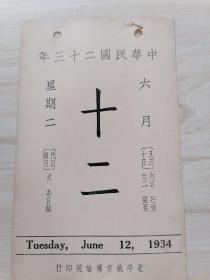 中華民國二十三年
六月
十二
星期二
Tuesday, June 12, 1934
北平故宮博物院印行